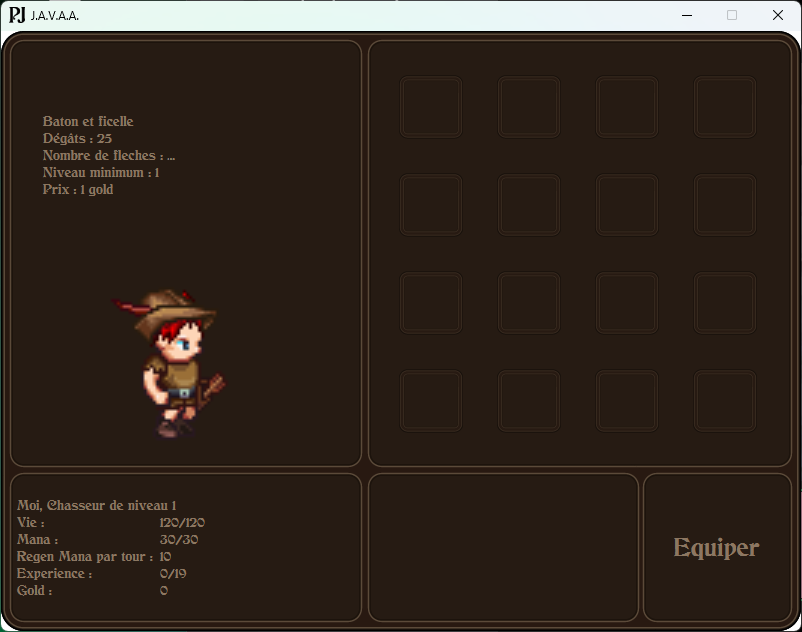 PJ J.A.V.A.A.
Baton et ficelle
Dégâts : 25
Nombre de fleches : ...
Niveau minimum : 1
Prix : 1 gold
Moi, Chasseur de niveau 1
Vie : 120/120
Mana : 30/30
Regen Mana par tour : 10
Experience : 0/19
Gold : 0
Equiper